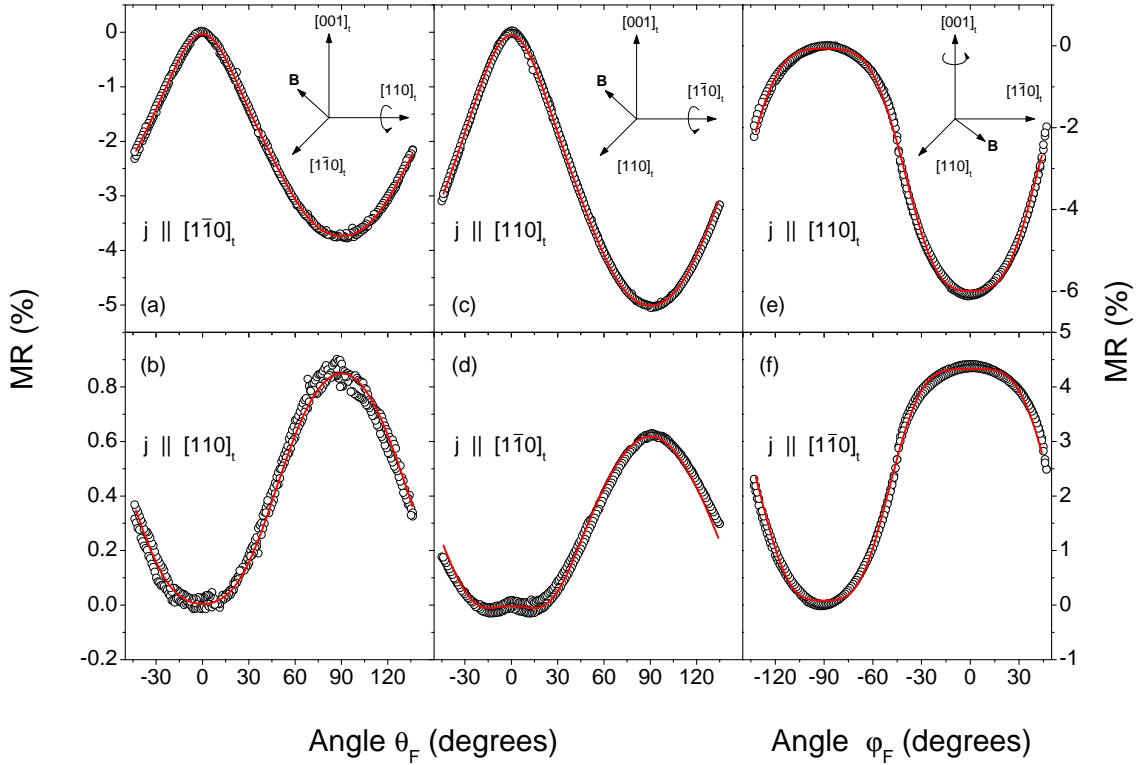 MR (%)
0
-1
-2
-3
-4
-5
[001]t
B
[110]t
[11̄0]t
j || [11̄0]t
(a)
[001]t
B
[11̄0]t
[110]t
j || [110]t
(c)
[001]t
[11̄0]t
[110]t
B
j || [110]t
(e)
0
-2
-4
-6
MR (%)
0.8
0.6
0.4
0.2
0.0
-0.2
(b)
j || [110]t
(d)
j || [11̄0]t
(f)
j || [11̄0]t
5
4
3
2
1
0
-1
-30 0 30 60 90 120
-30 0 30 60 90 120
-120 -90 -60 -30 0 30
Angle θF (degrees)
Angle φF (degrees)